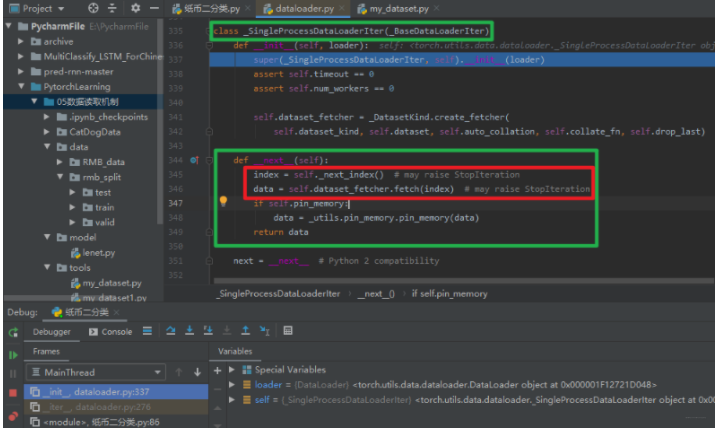 Project
纸币二分类.py
dataloader.py
my_dataset.py
PycharmFile E:\PycharmFile
archive
MultiClassify_LSTM_ForChine
pred-rnn-master
PytorchLearning
05数据读取机制
.ipynb_checkpoints
CatDogData
data
RMB_data
rmb_split
test
train
valid
model
lenet.py
tools
my_dataset.py
my_dataset1.py
335 class _SingleProcessDataLoaderIter(_BaseDataLoaderIter):
336 def __init__(self, loader): self: <torch.utils.data.dataloader._SingleProcessDataLoaderIter obj
337 super(_SingleProcessDataLoaderIter, self).__init__(loader)
338 assert self.timeout == 0
339 assert self.num_workers == 0
340
341 self.dataset_fetcher = _DatasetKind.create_fetcher(
342 self.dataset_kind, self.dataset, self.auto_collation, self.collate_fn, self.drop_last)
343
344 def __next__(self):
345 index = self._next_index() # may raise StopIteration
346 data = self.dataset_fetcher.fetch(index) # may raise StopIteration
347 if self.pin_memory:
348 data = _utils.pin_memory.pin_memory(data)
349 return data
350
351 next = __next__ # Python 2 compatibility
352
_SingleProcessDataLoaderIter › __next__() › if self.pin_memory
Debug: 纸币二分类
Debugger Console
Frames
Variables
MainThread
__init__, dataloader.py:337
__iter__, dataloader.py:276
<module>, 纸币二分类.py:86
Special Variables
loader = {DataLoader} <torch.utils.data.dataloader.DataLoader object at 0x000001F12721D048>
self = {_SingleProcessDataLoaderIter} <torch.utils.data.dataloader._SingleProcessDataLoaderIter object at 0x00